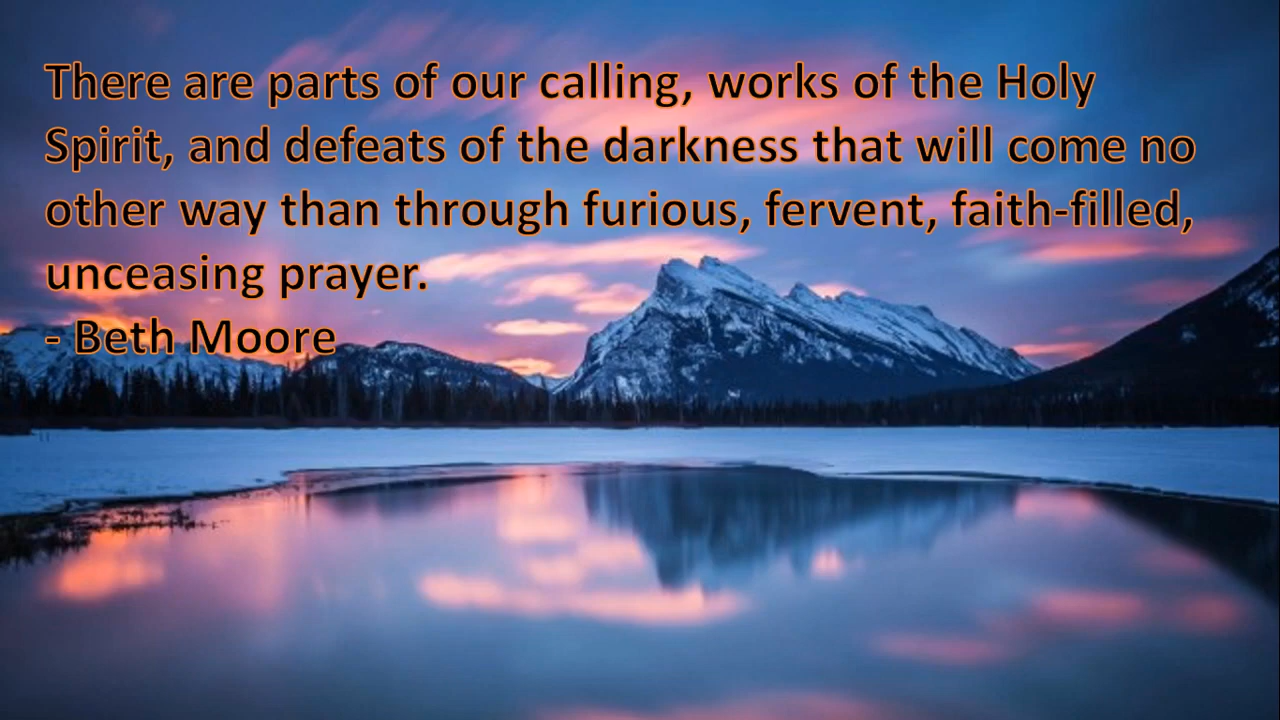 There are parts of our calling, works of the Holy
Spirit, and defeats of the darkness that will come no
other way than through furious, fervent, faith-filled,
unceasing prayer.
- Beth Moore